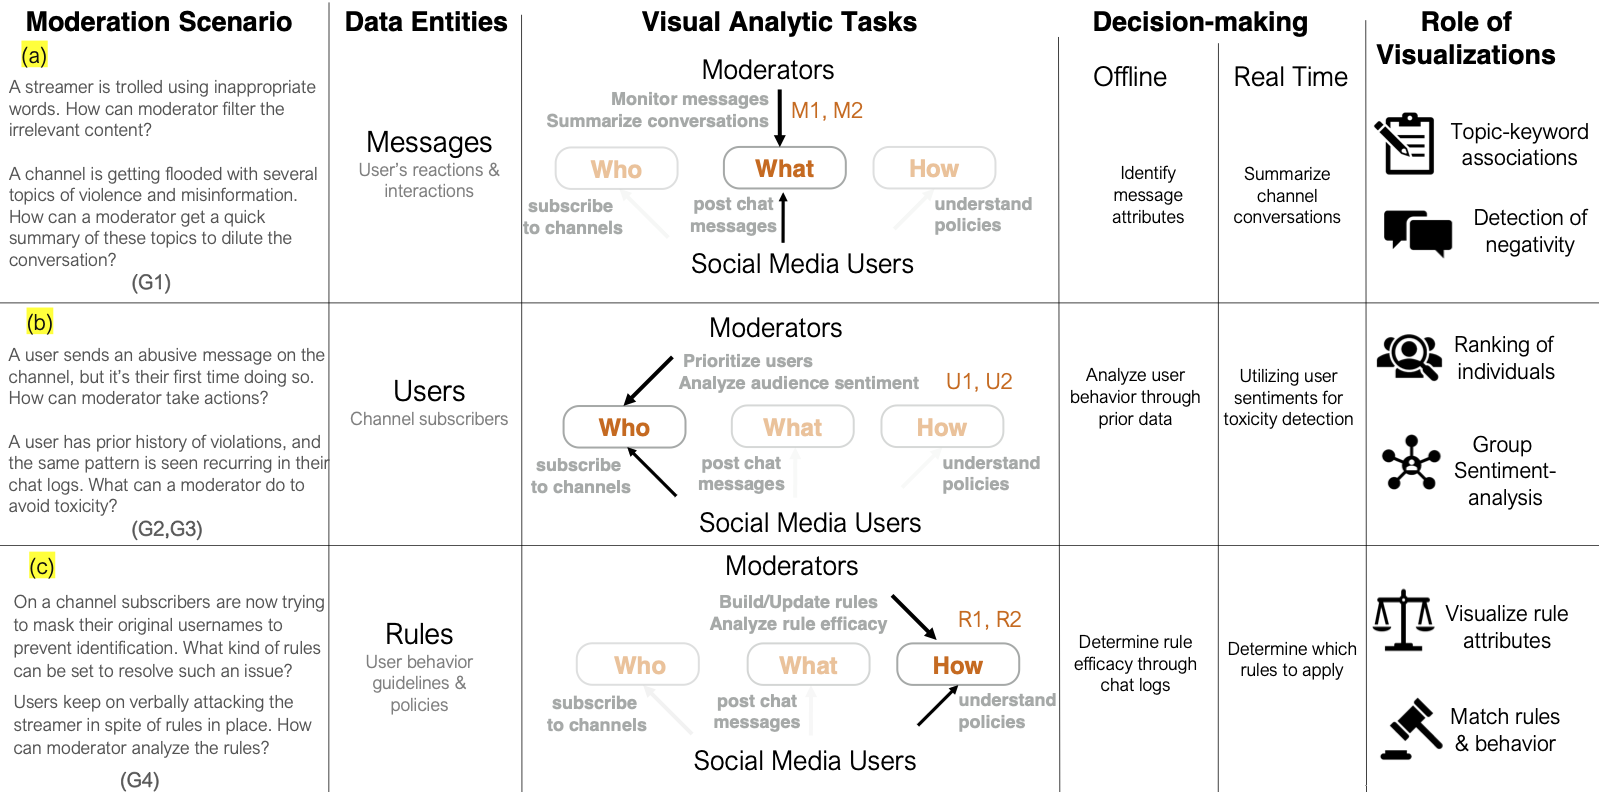 Moderation Scenario
Data Entities
Visual Analytic Tasks
Decision-making
Role of
Visualizations
Offline
Real Time
(a)
A streamer is trolled using inappropriate
words. How can moderator filter the
irrelevant content?
A channel is getting flooded with several
topics of violence and misinformation.
How can a moderator get a quick
summary of these topics to dilute the
conversation?
(G1)
Messages
User's reactions &
interactions
Moderators
Monitor messages
Summarize conversations
M1, M2
Who
What
How
subscribe
to channels
post chat
messages
understand
policies
Social Media Users
Identify
message
attributes
Summarize
channel
conversations
Topic-keyword
associations
Detection of
negativity
(b)
A user sends an abusive message on the
channel, but it's their first time doing so.
How can moderator take actions?
A user has prior history of violations, and
the same pattern is seen recurring in their
chat logs. What can a moderator do to
avoid toxicity?
(G2,G3)
Users
Channel subscribers
Moderators
Prioritize users
Analyze audience sentiment
U1, U2
Who
What
How
subscribe
to channels
post chat
messages
understand
policies
Social Media Users
Analyze user
behavior through
prior data
Utilizing user
sentiments for
toxicity detection
Ranking of
individuals
Group
Sentiment-
analysis
(c)
On a channel subscribers are now trying
to mask their original usernames to
prevent identification. What kind of rules
can be set to resolve such an issue?
Users keep on verbally attacking the
streamer in spite of rules in place. How
can moderator analyze the rules?
(G4)
Rules
User behavior
guidelines &
policies
Moderators
Build/Update rules
Analyze rule efficacy
R1, R2
Who
What
How
subscribe
to channels
post chat
messages
understand
policies
Social Media Users
Determine rule
efficacy through
chat logs
Determine which
rules to apply
Visualize rule
attributes
Match rules
& behavior